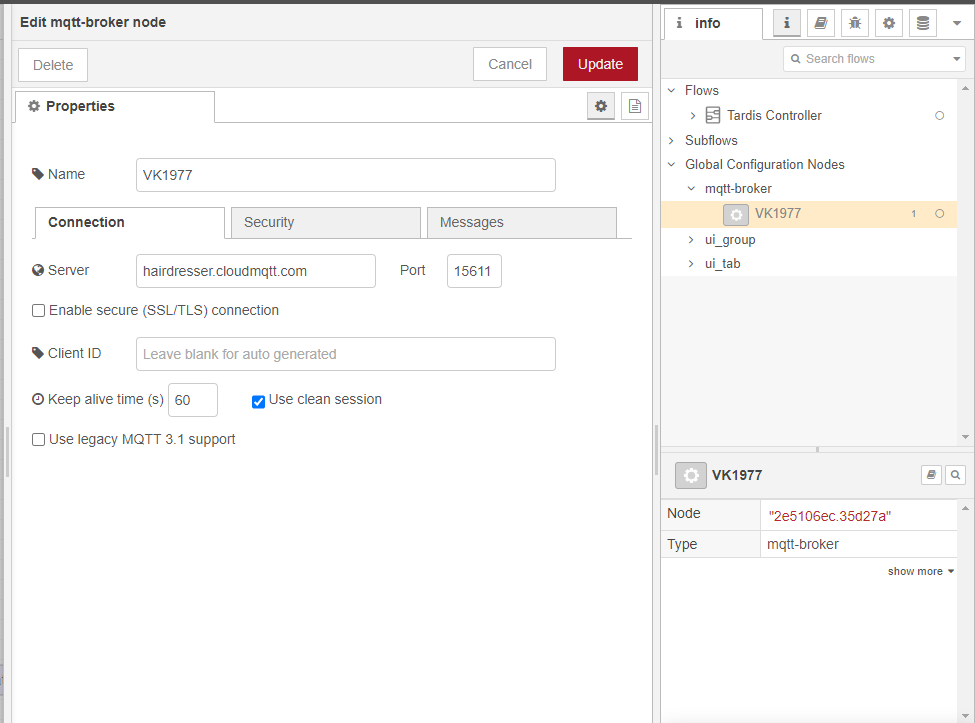 Edit mqtt-broker node
Delete
Cancel
Update
Properties
Name
VK1977
Connection
Security
Messages
Server
hairdresser.cloudmqtt.com
Port
15611
Enable secure (SSL/TLS) connection
Client ID
Leave blank for auto generated
Keep alive time (s)
60
Use clean session
Use legacy MQTT 3.1 support
i info
i
Search flows
Flows
Tardis Controller
Subflows
Global Configuration Nodes
mqtt-broker
VK1977
1
ui_group
ui_tab
VK1977
Node
"2e5106ec.35d27a"
Type
mqtt-broker
show more